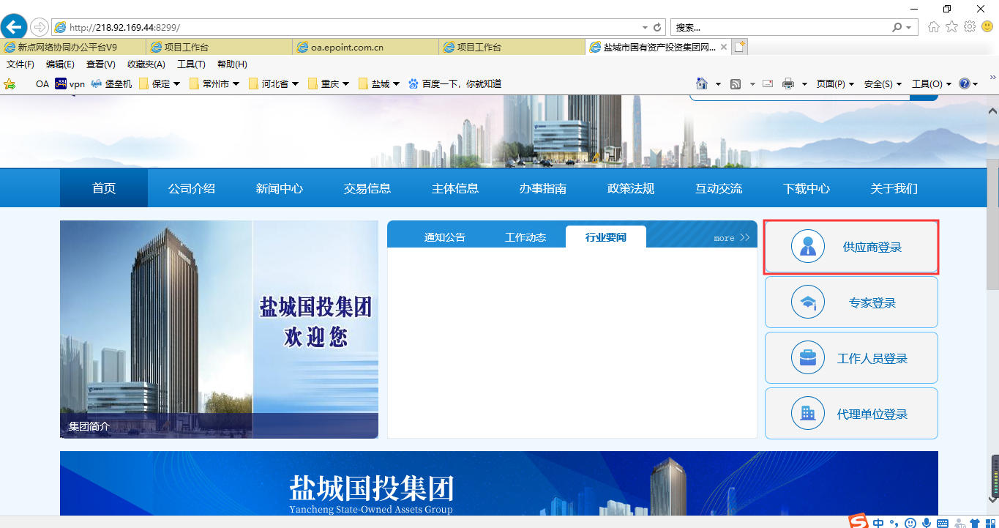 http://218.92.169.44:8299/
搜索...
新点网络协同办公平台V9
项目工作台
oa.epoint.com.cn
项目工作台
盐城市国有资产投资集团网...
文件(F) 编辑(E) 查看(V) 收藏夹(A) 工具(T) 帮助(H)
OA vpn 堡垒机 保定 常州市 河北省 重庆 盐城 百度一下，你就知道
页面(P) 安全(S) 工具(O)
首页 公司介绍 新闻中心 交易信息 主体信息 办事指南 政策法规 互动交流 下载中心 关于我们
盐城国投集团
欢迎您
集团简介
通知公告 工作动态 行业要闻 more >>
供应商登录
专家登录
工作人员登录
代理单位登录
盐城国投集团
Yancheng State-Owned Assets Group
中